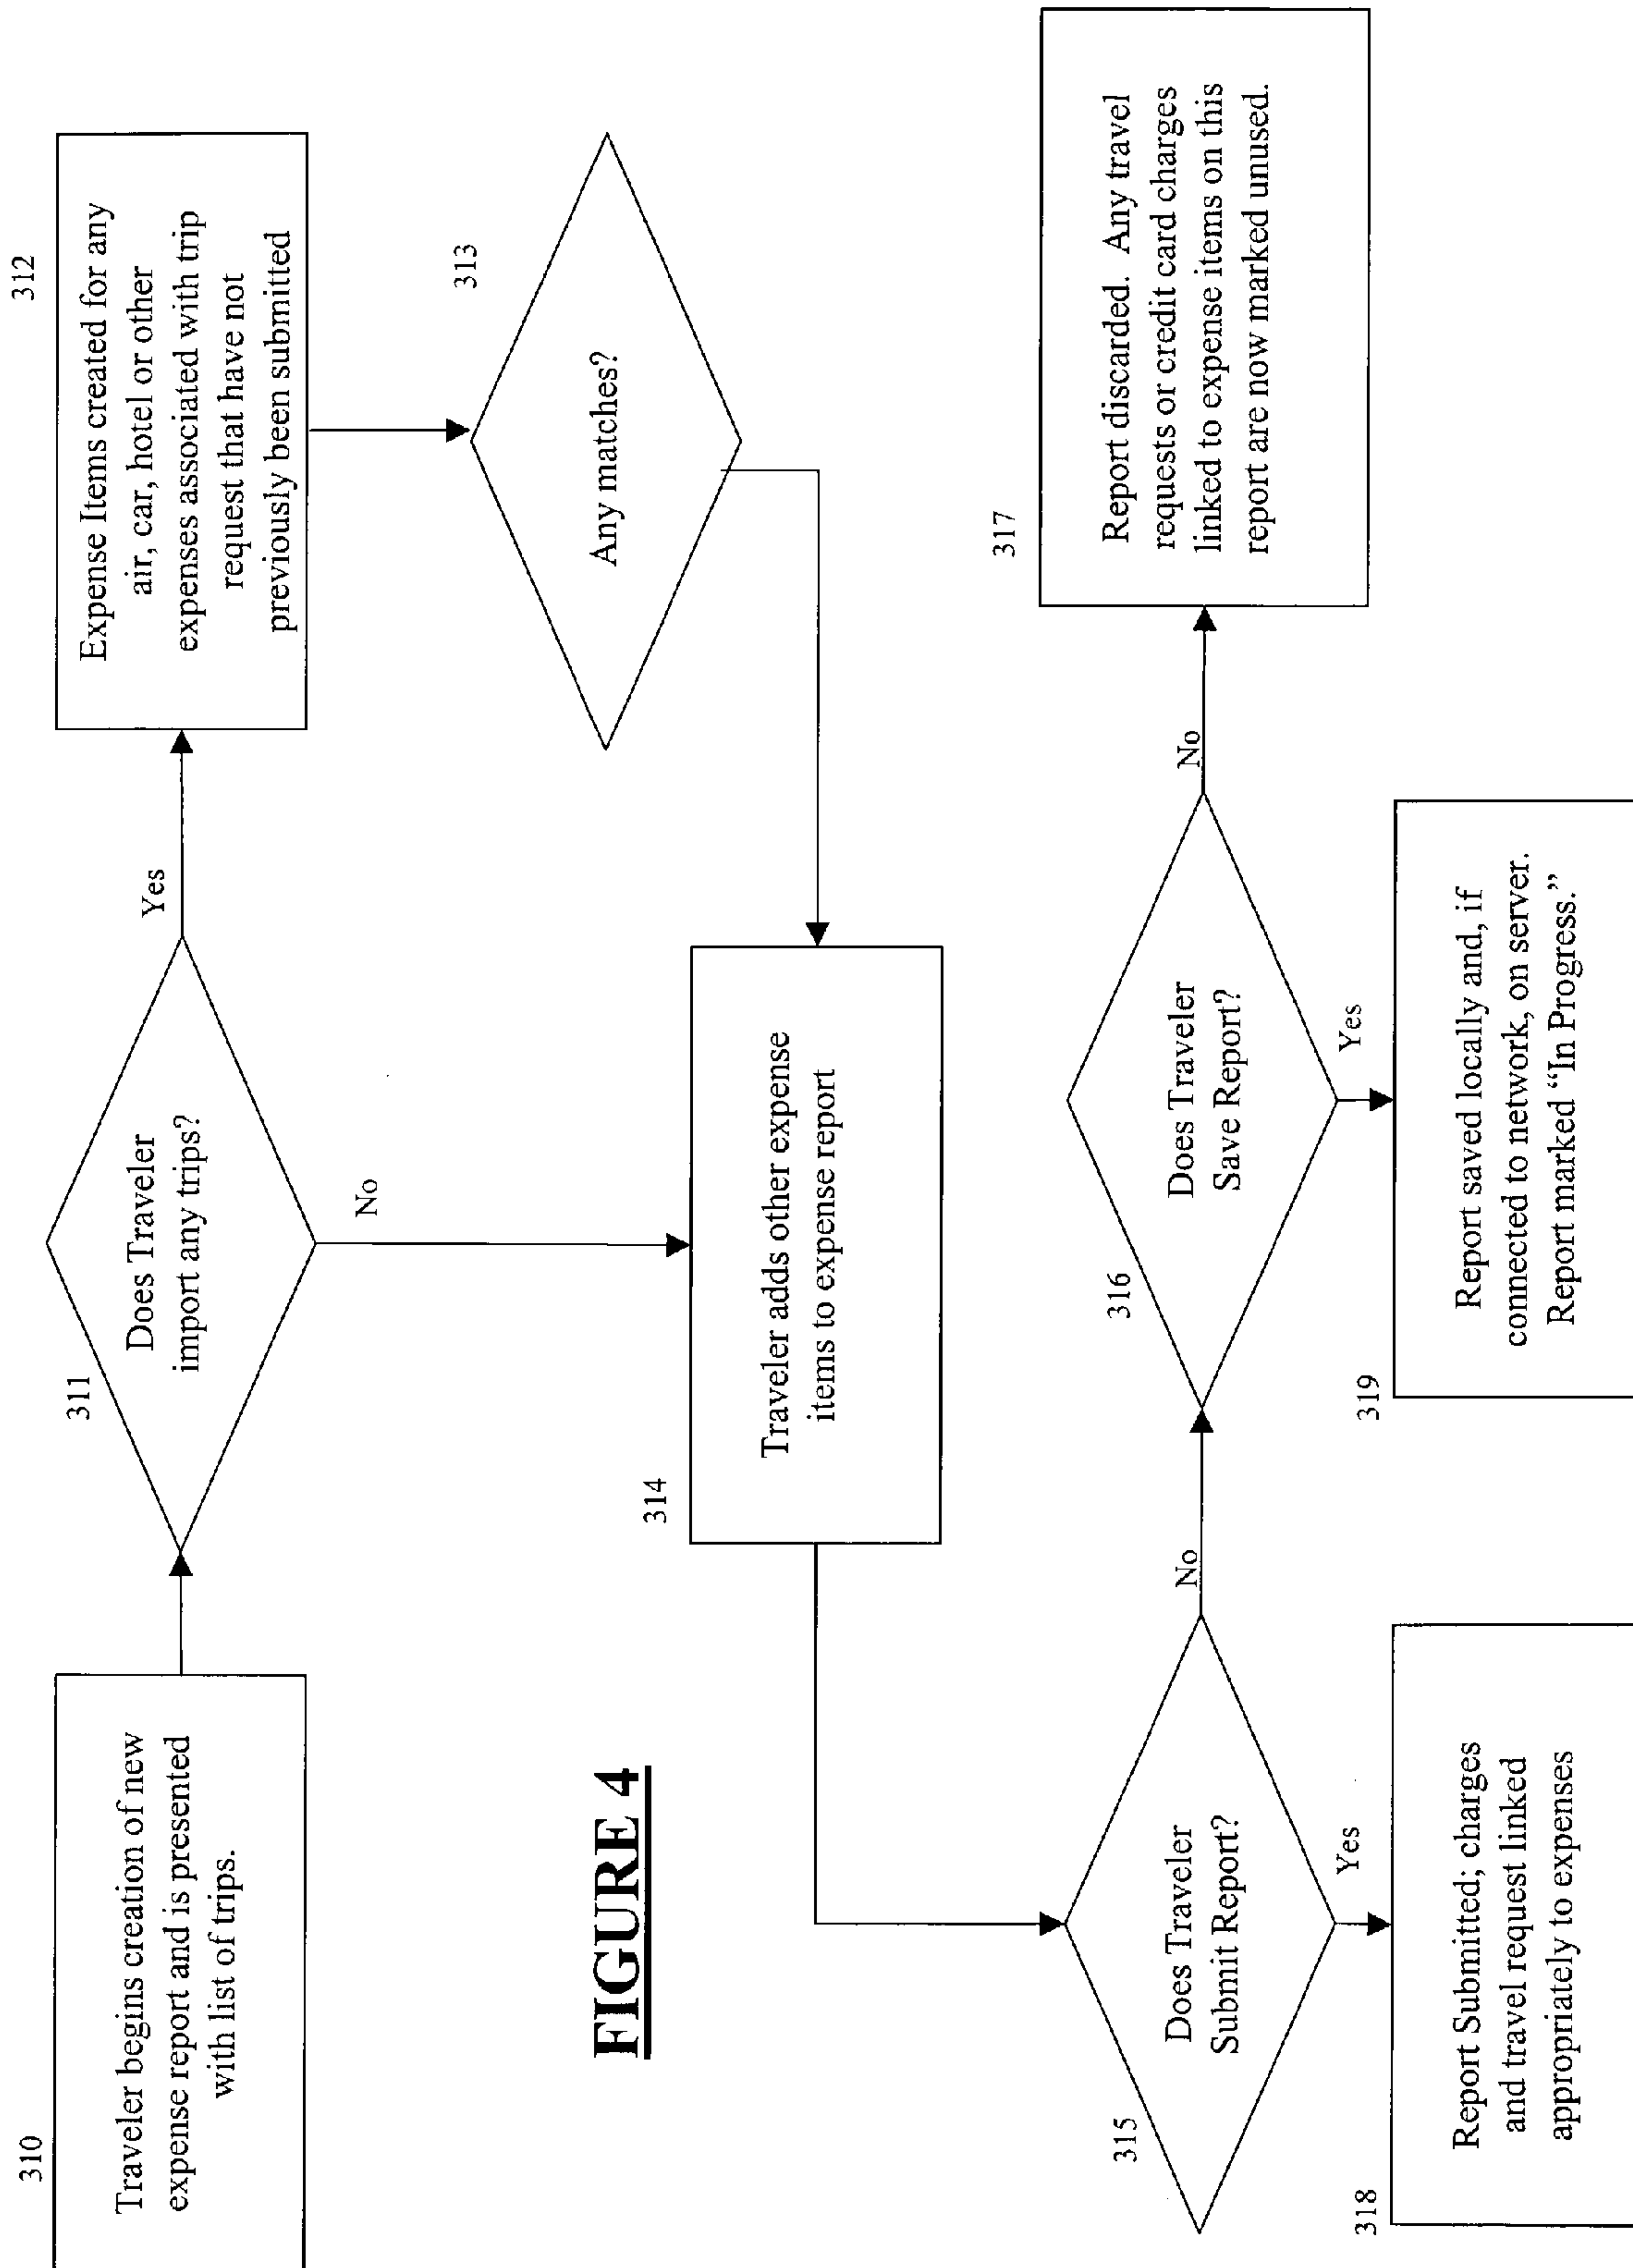 310
Traveler begins creation of new
expense report and is presented
with list of trips.
311
Does Traveler
import any trips?
Yes
No
312
Expense Items created for any
air, car, hotel or other
expenses associated with trip
request that have not
previously been submitted
313
Any matches?
314
Traveler adds other expense
items to expense report
FIGURE 4
315
Does Traveler
Submit Report?
No
Yes
316
Does Traveler
Save Report?
No
Yes
317
Report discarded. Any travel
requests or credit card charges
linked to expense items on this
report are now marked unused.
318
Report Submitted; charges
and travel request linked
appropriately to expenses
319
Report saved locally and, if
connected to network, on server.
Report marked “In Progress.”